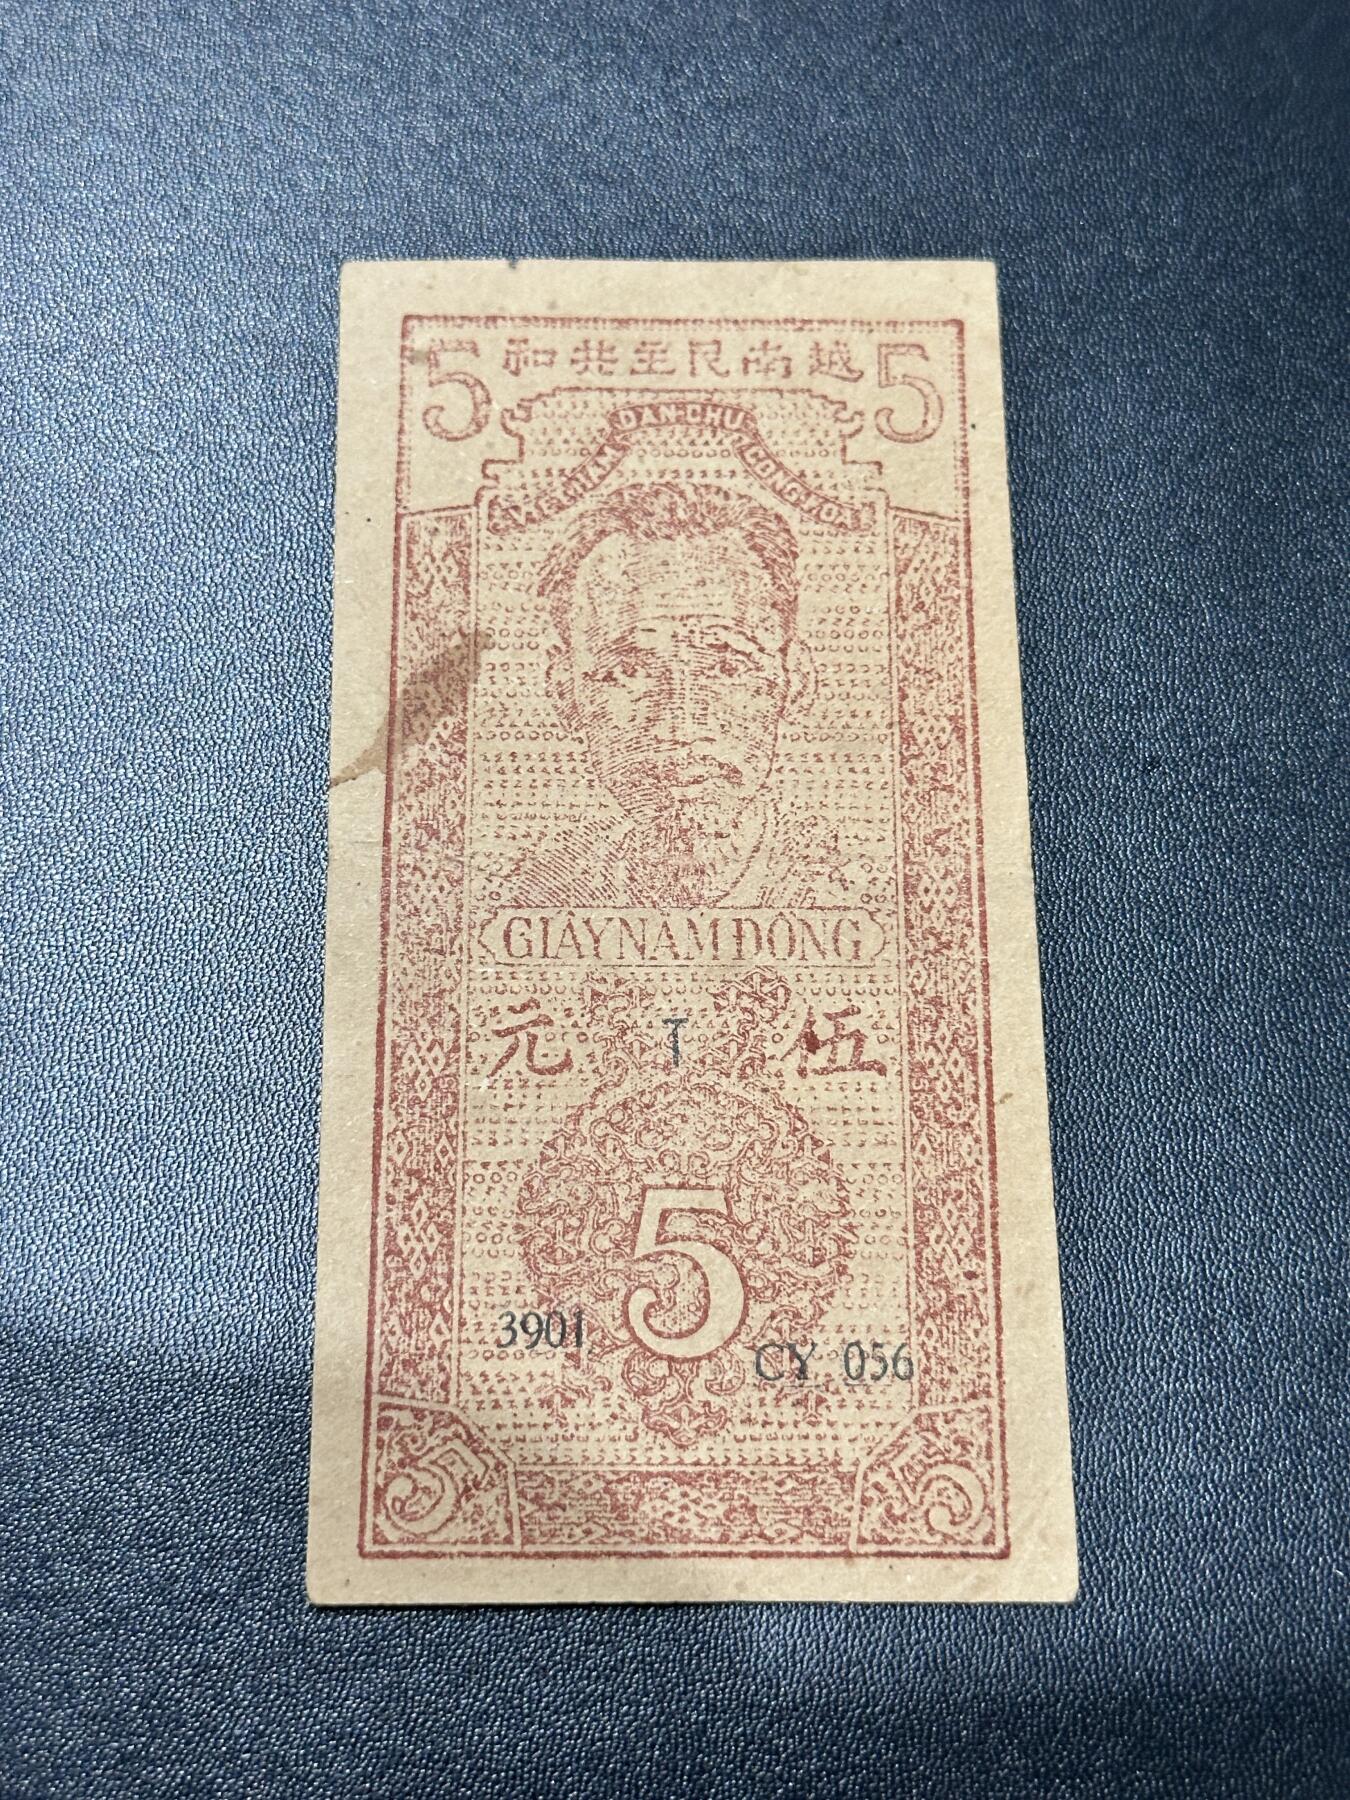 5 和共主民南越 5
VIỆT-NAM DÂN-CHỦ CỘNG-HÒA
GIẤY NĂM ĐỒNG
元 T 伍
5
3901
CY 056
5 5